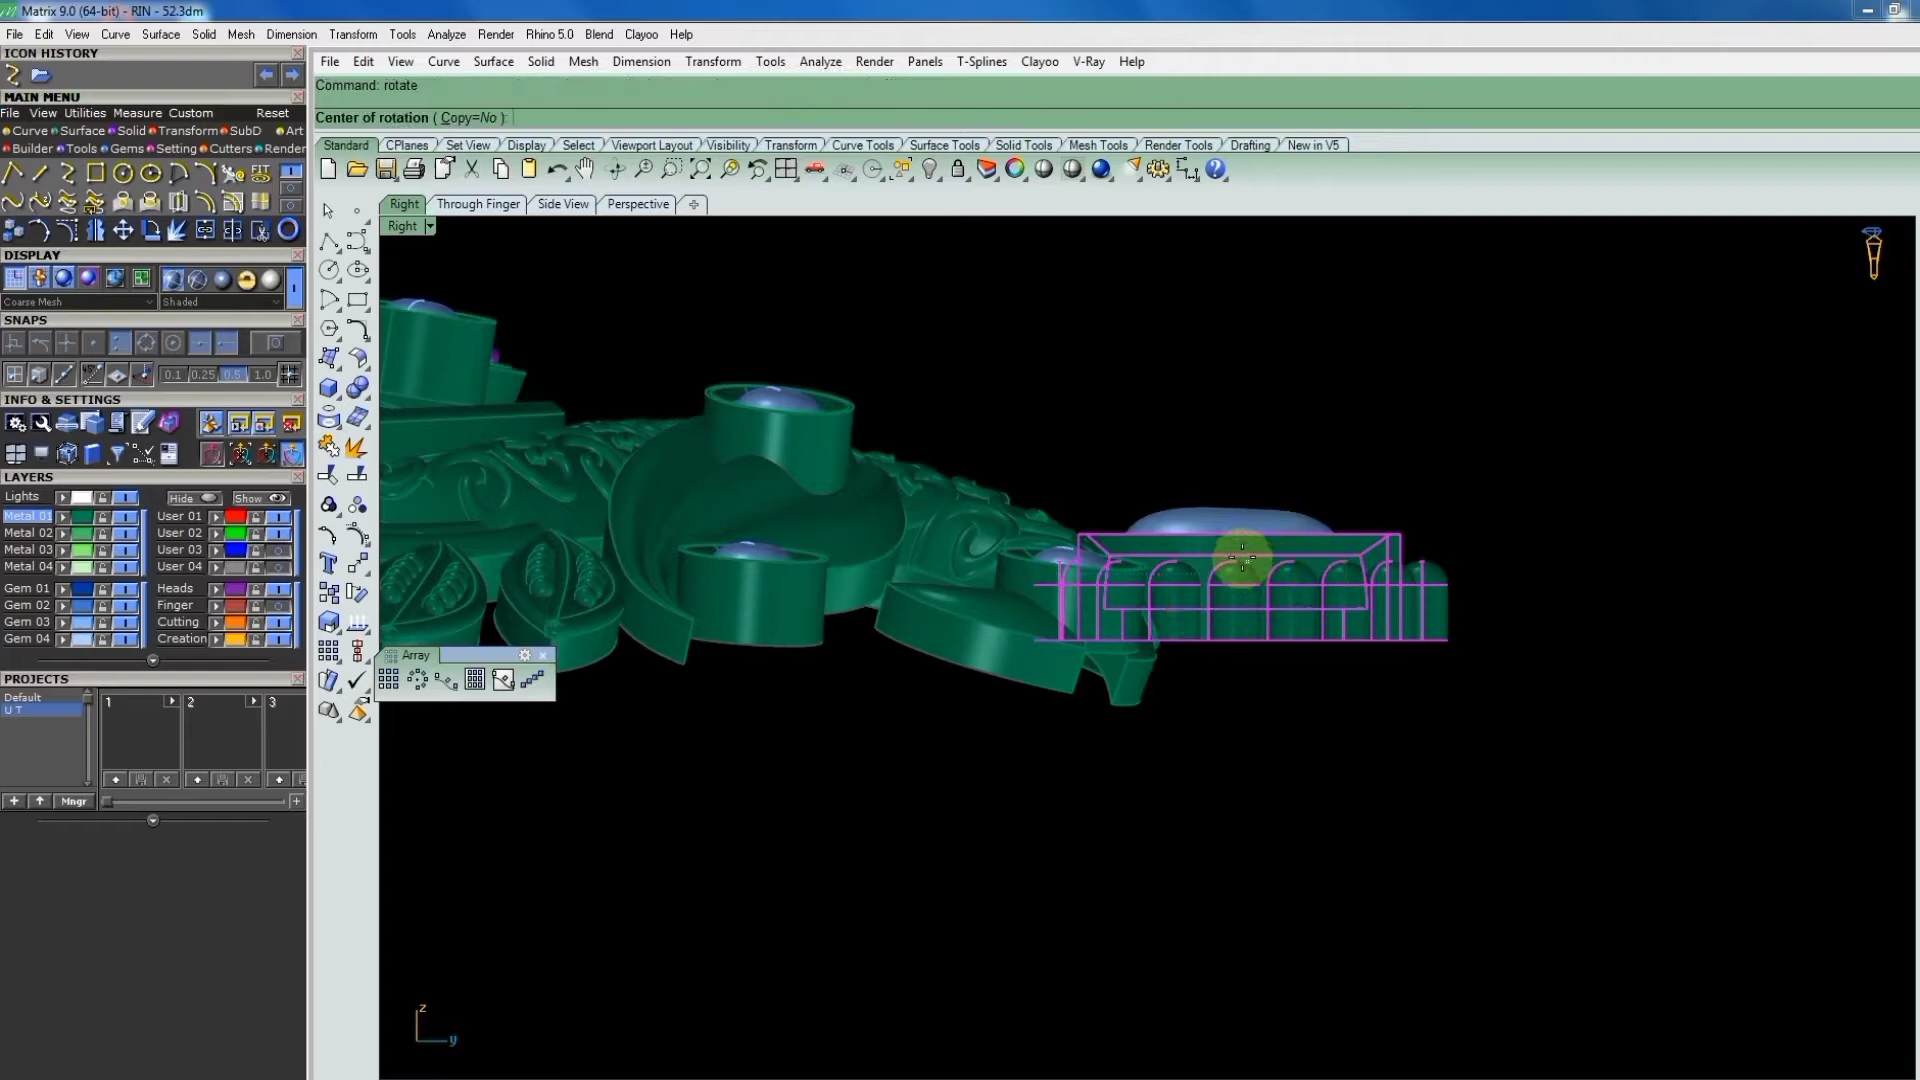 Matrix 9.0 (64-bit) - RIN - 52.3dm
File Edit View Curve Surface Solid Mesh Dimension Transform Tools Analyze Render Rhino 5.0 Blend Clayoo Help
ICON HISTORY
MAIN MENU
File View Utilities Measure Custom Reset
Curve Surface Solid Transform SubD Art
Builder Tools Gems Setting Cutters Render
FIT
DISPLAY
Coarse Mesh Shaded
SNAPS
0.1 0.25 0.5 1.0
INFO & SETTINGS
LAYERS
Lights Hide Show
Metal 01 User 01
Metal 02 User 02
Metal 03 User 03
Metal 04 User 04
Gem 01 Heads
Gem 02 Finger
Gem 03 Cutting
Gem 04 Creation
PROJECTS
Default
U T
1 2 3
Mngr
File Edit View Curve Surface Solid Mesh Dimension Transform Tools Analyze Render Panels T-Splines Clayoo V-Ray Help
Command: rotate
Center of rotation ( Copy=No ):
Standard CPlanes Set View Display Select Viewport Layout Visibility Transform Curve Tools Surface Tools Solid Tools Mesh Tools Render Tools Drafting New in V5
Right Through Finger Side View Perspective
Right
Array
z
y